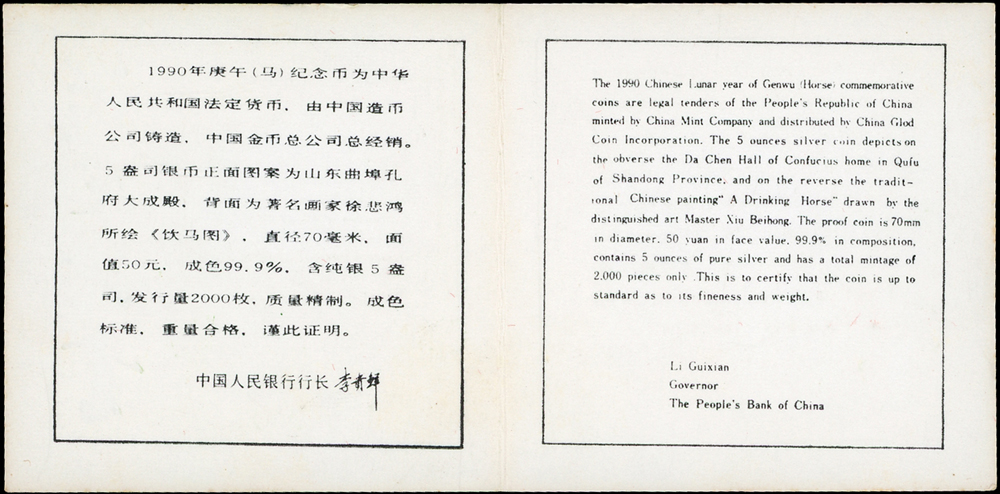 1990年庚午(马)纪念币为中华
人民共和国法定货币，由中国造币
公司铸造，中国金币总公司总经销。
5盎司银币正面图案为山东曲埠孔
府大成殿，背面为著名画家徐悲鸿
所绘《饮马图》，直径70毫米，面
值50元，成色99.9%，含纯银5盎
司，发行量2000枚，质量精制。成色
标准，重量合格，谨此证明。
中国人民银行行长 李贵鲜
The 1990 Chinese Lunar year of Genwu (Horse) commemorative
coins are legal tenders of the People's Republic of China
minted by China Mint Company and distributed by China Glod
Coin Incorporation. The 5 ounces silver coin depicts on
the obverse the Da Chen Hall of Confucius home in Qufu
of Shandong Province, and on the reverse the tradit-
ional Chinese painting" A Drinking Horse" drawn by the
distinguished art Master Xiu Beihong. The proof coin is 70mm
in diameter, 50 yuan in face value, 99.9% in composition,
contains 5 ounces of pure silver and has a total mintage of
2,000 pieces only .This is to certify that the coin is up to
standard as to its fineness and weight.
Li Guixian
Governor
The People's Bank of China